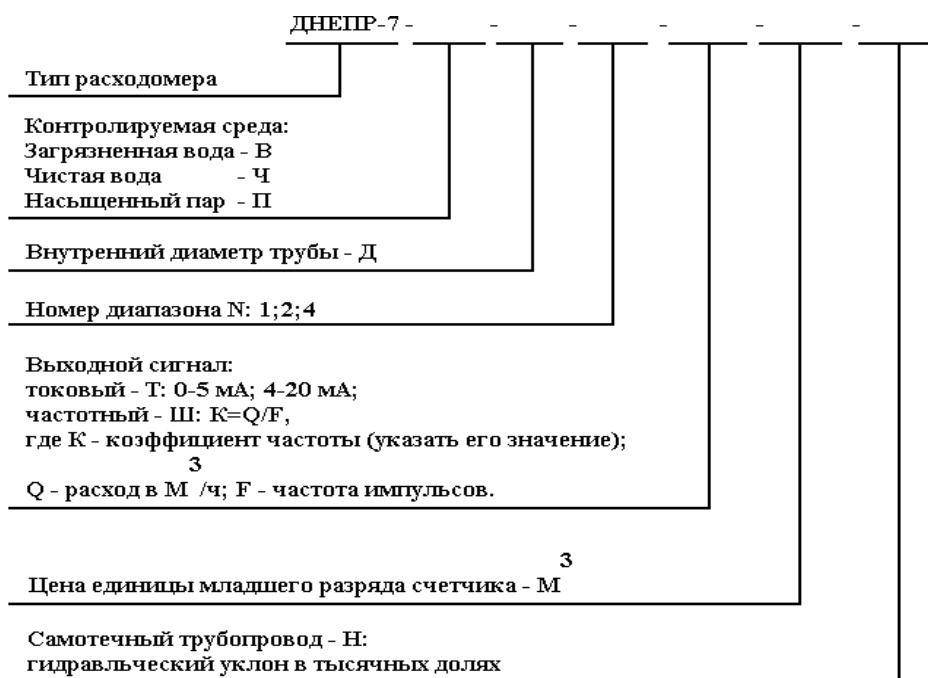 ДНЕПР-7 -        -        -        -        -        -
Тип расходомера
Контролируемая среда:
Загрязненная вода - В
Чистая вода - Ч
Насыщенный пар - П
Внутренний диаметр трубы - Д
Номер диапазона N: 1;2;4
Выходной сигнал:
токовый - Т: 0-5 мА; 4-20 мА;
частотный - Ш: K=Q/F,
где К - коэффициент частоты (указать его значение);
3
Q - расход в М /ч; F - частота импульсов.
3
Цена единицы младшего разряда счетчика - М
Самотечный трубопровод - Н:
гидравльческий уклон в тысячных долях